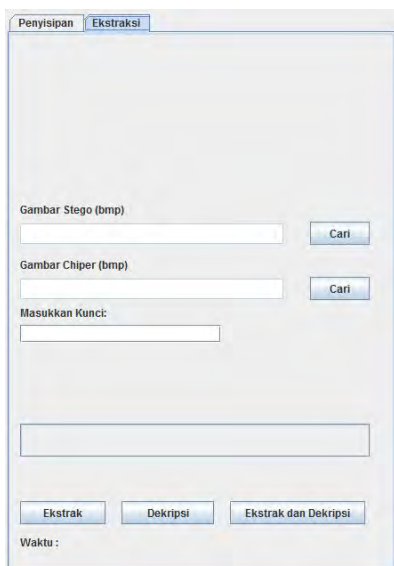 Penyisipan Ekstraksi
Gambar Stego (bmp)
Cari
Gambar Chiper (bmp)
Cari
Masukkan Kunci:
Ekstrak Dekripsi Ekstrak dan Dekripsi
Waktu :